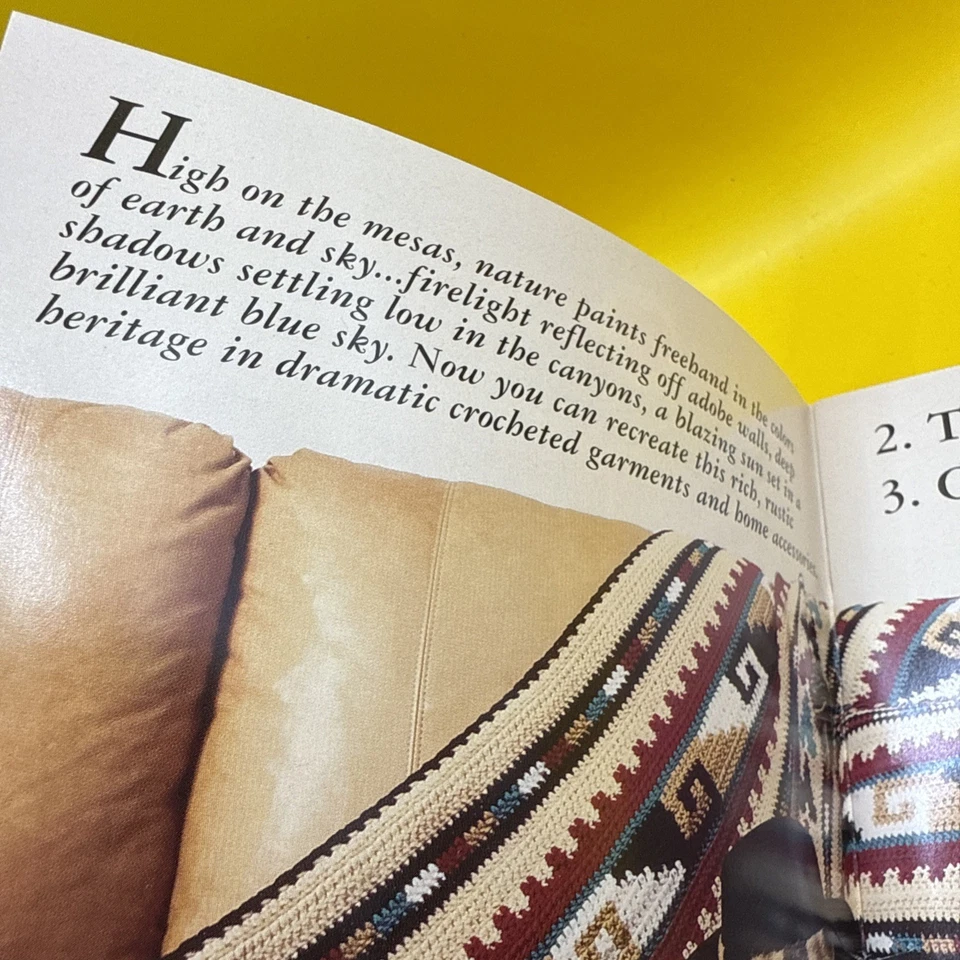 High on the mesas, nature paints freehand in the colors
of earth and sky...firelight reflecting off adobe walls, deep
shadows settling low in the canyons, a blazing sun set in a
brilliant blue sky. Now you can recreate this rich, rustic
heritage in dramatic crocheted garments and home accessories.
2. T
3.